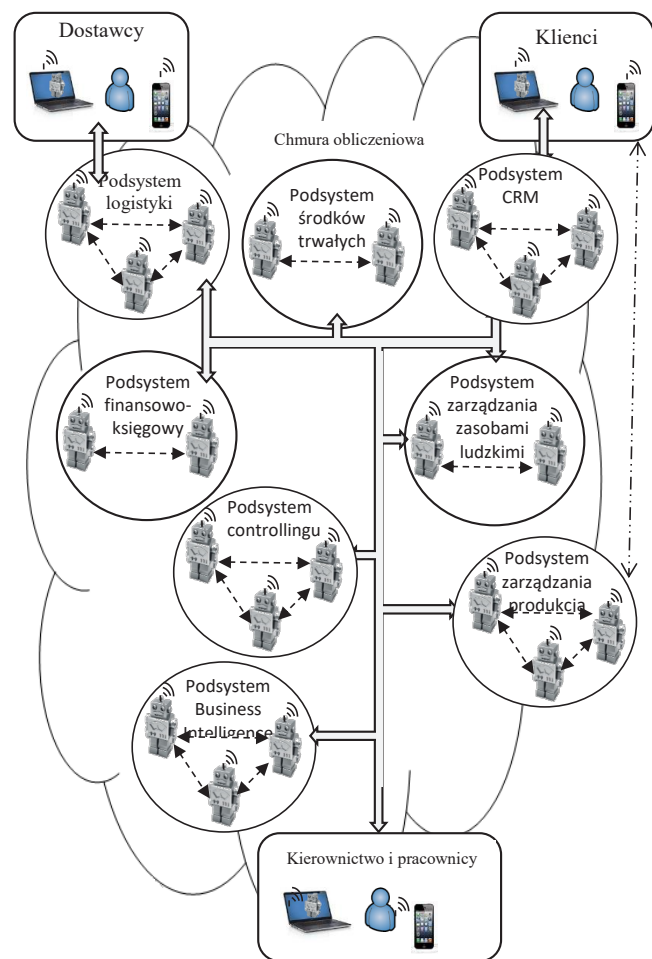 Dostawcy
Klienci
Chmura obliczeniowa
Podsystem
logistyki
Podsystem
środków
trwałych
Podsystem
CRM
Podsystem
finansowo-
księgowy
Podsystem
zarządzania
zasobami
ludzkimi
Podsystem
controllingu
Podsystem
zarządzania
produkcją
Podsystem
Business
Intelligence
Kierownictwo i pracownicy